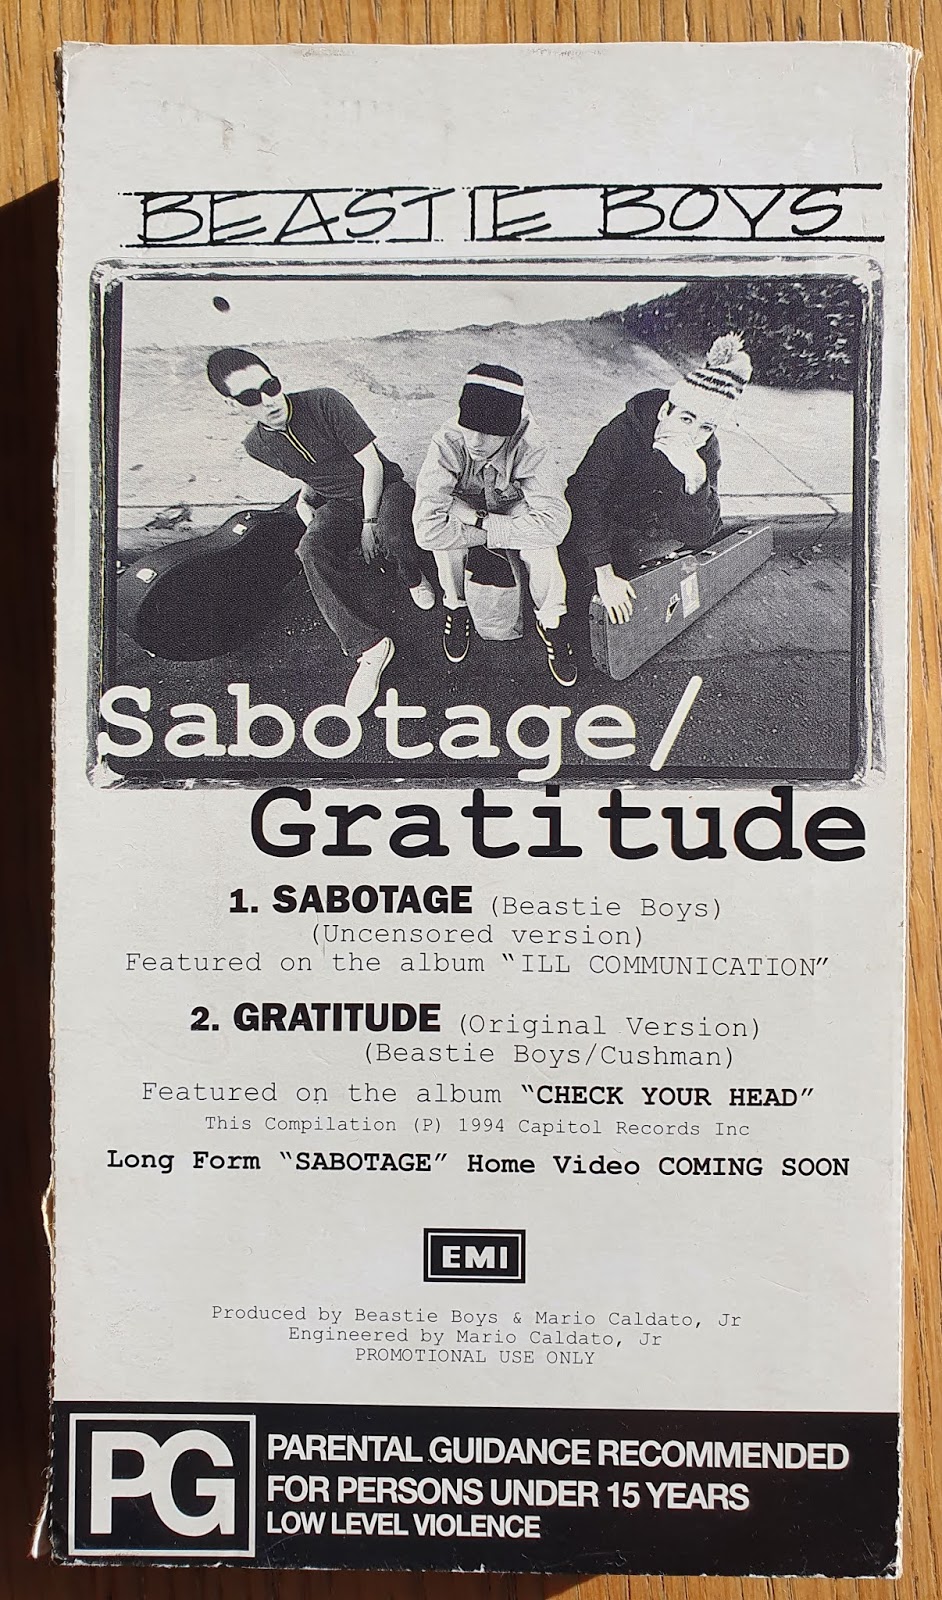 BEASTIE BOYS
Sabotage/
Gratitude
1. SABOTAGE (Beastie Boys)
(Uncensored version)
Featured on the album “ILL COMMUNICATION”
2. GRATITUDE (Original Version)
(Beastie Boys/Cushman)
Featured on the album “CHECK YOUR HEAD”
This Compilation (P) 1994 Capitol Records Inc
Long Form “SABOTAGE” Home Video COMING SOON
EMI
Produced by Beastie Boys & Mario Caldato, Jr
Engineered by Mario Caldato, Jr
PROMOTIONAL USE ONLY
PG
PARENTAL GUIDANCE RECOMMENDED
FOR PERSONS UNDER 15 YEARS
LOW LEVEL VIOLENCE